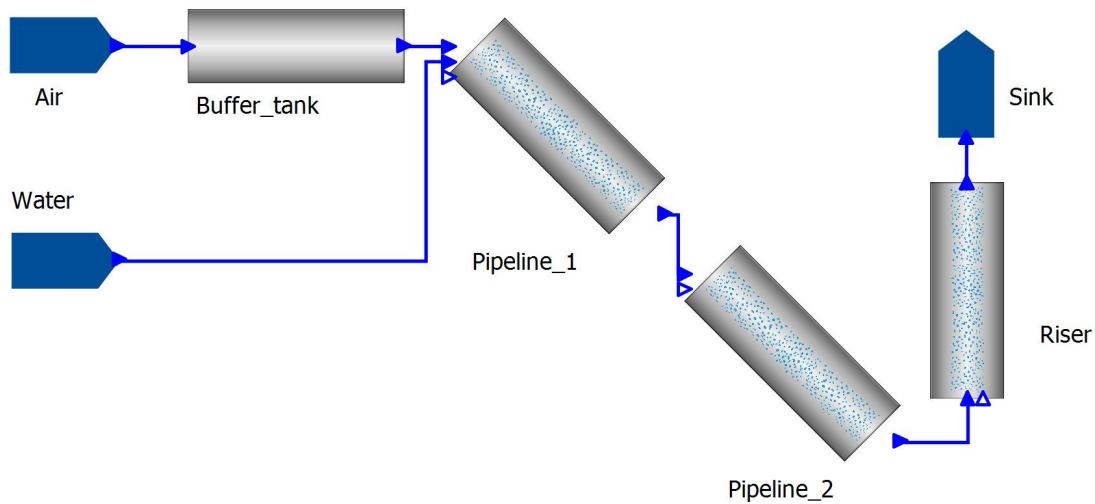 Air
Buffer_tank
Sink
Water
Pipeline_1
Riser
Pipeline_2